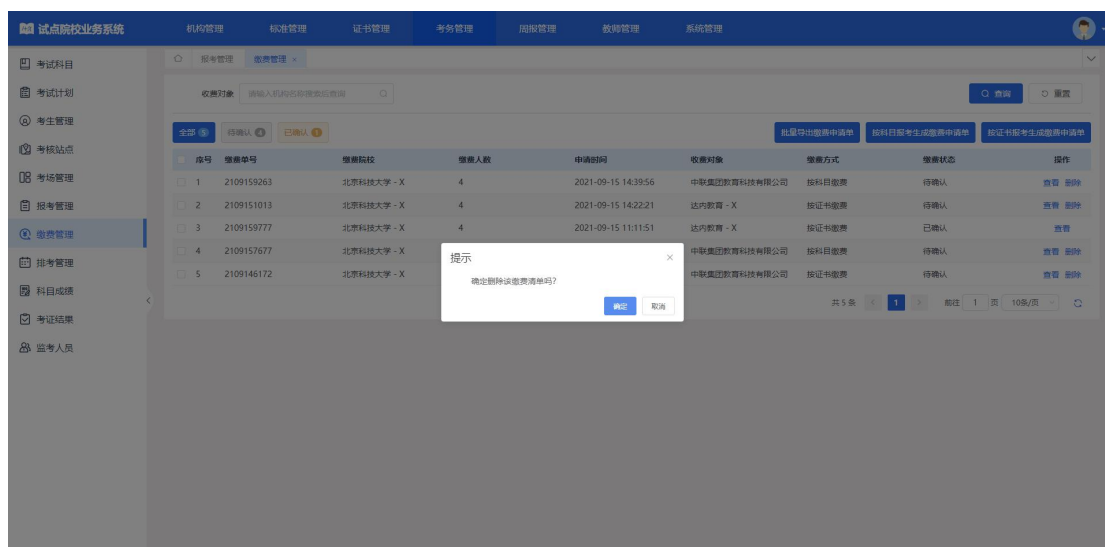 试点院校业务系统 机构管理 标准管理 证书管理 考务管理 周报管理 教师管理 系统管理
考试科目
考试计划
考生管理
考核站点
考场管理
报考管理
缴费管理
排考管理
科目成绩
考证结果
监考人员
报考管理 缴费管理 ×
收费对象 请输入机构名称搜索后查询 查询 重置
全部 5 待确认 4 已确认 1 批量导出缴费申请单 按科目报考生成缴费申请单 按证书报考生成缴费申请单
序号 缴费单号 缴费院校 缴费人数 申请时间 收费对象 缴费方式 缴费状态 操作
1 2109159263 北京科技大学 - X 4 2021-09-15 14:39:56 中联集团教育科技有限公司 按科目缴费 待确认 查看 删除
2 2109151013 北京科技大学 - X 4 2021-09-15 14:22:21 达内教育 - X 按证书缴费 待确认 查看 删除
3 2109159777 北京科技大学 - X 4 2021-09-15 11:11:51 达内教育 - X 按证书缴费 已确认 查看
4 2109157677 北京科技大学 - X 中联集团教育科技有限公司 按科目缴费 待确认 查看 删除
5 2109146172 北京科技大学 - X 中联集团教育科技有限公司 按证书缴费 待确认 查看 删除
共 5 条 1 前往 1 页 10条/页
提示 ×
确定删除该缴费清单吗?
确定 取消